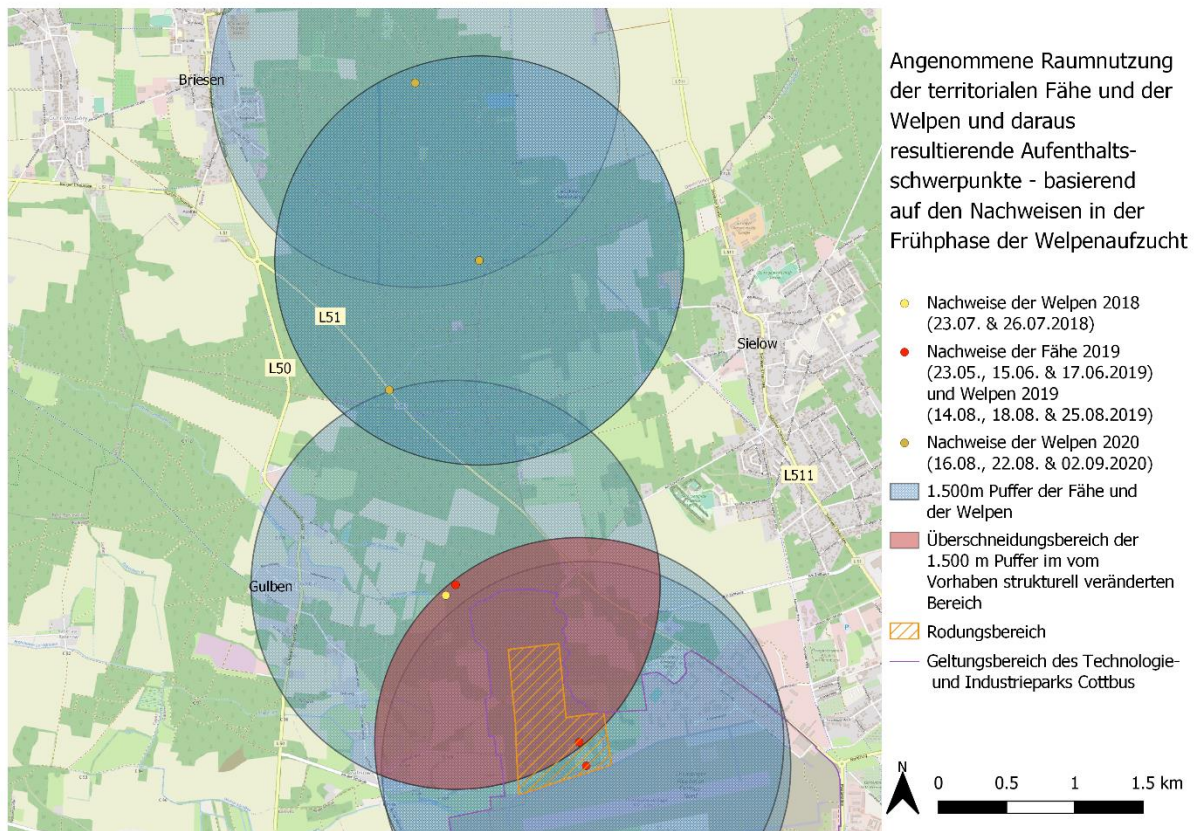 Briesen
L51
L50
Sielow
L511
Gulben
Angenommene Raumnutzung
der territorialen Fähe und der
Welpen und daraus
resultierende Aufenthalts-
schwerpunkte - basierend
auf den Nachweisen in der
Frühphase der Welpenaufzucht
Nachweise der Welpen 2018
(23.07. & 26.07.2018)
Nachweise der Fähe 2019
(23.05., 15.06. & 17.06.2019)
und Welpen 2019
(14.08., 18.08. & 25.08.2019)
Nachweise der Welpen 2020
(16.08., 22.08. & 02.09.2020)
1.500m Puffer der Fähe und
der Welpen
Überschneidungsbereich der
1.500 m Puffer im vom
Vorhaben strukturell veränderten
Bereich
Rodungsbereich
Geltungsbereich des Technologie-
und Industrieparks Cottbus
N
0 0.5 1 1.5 km